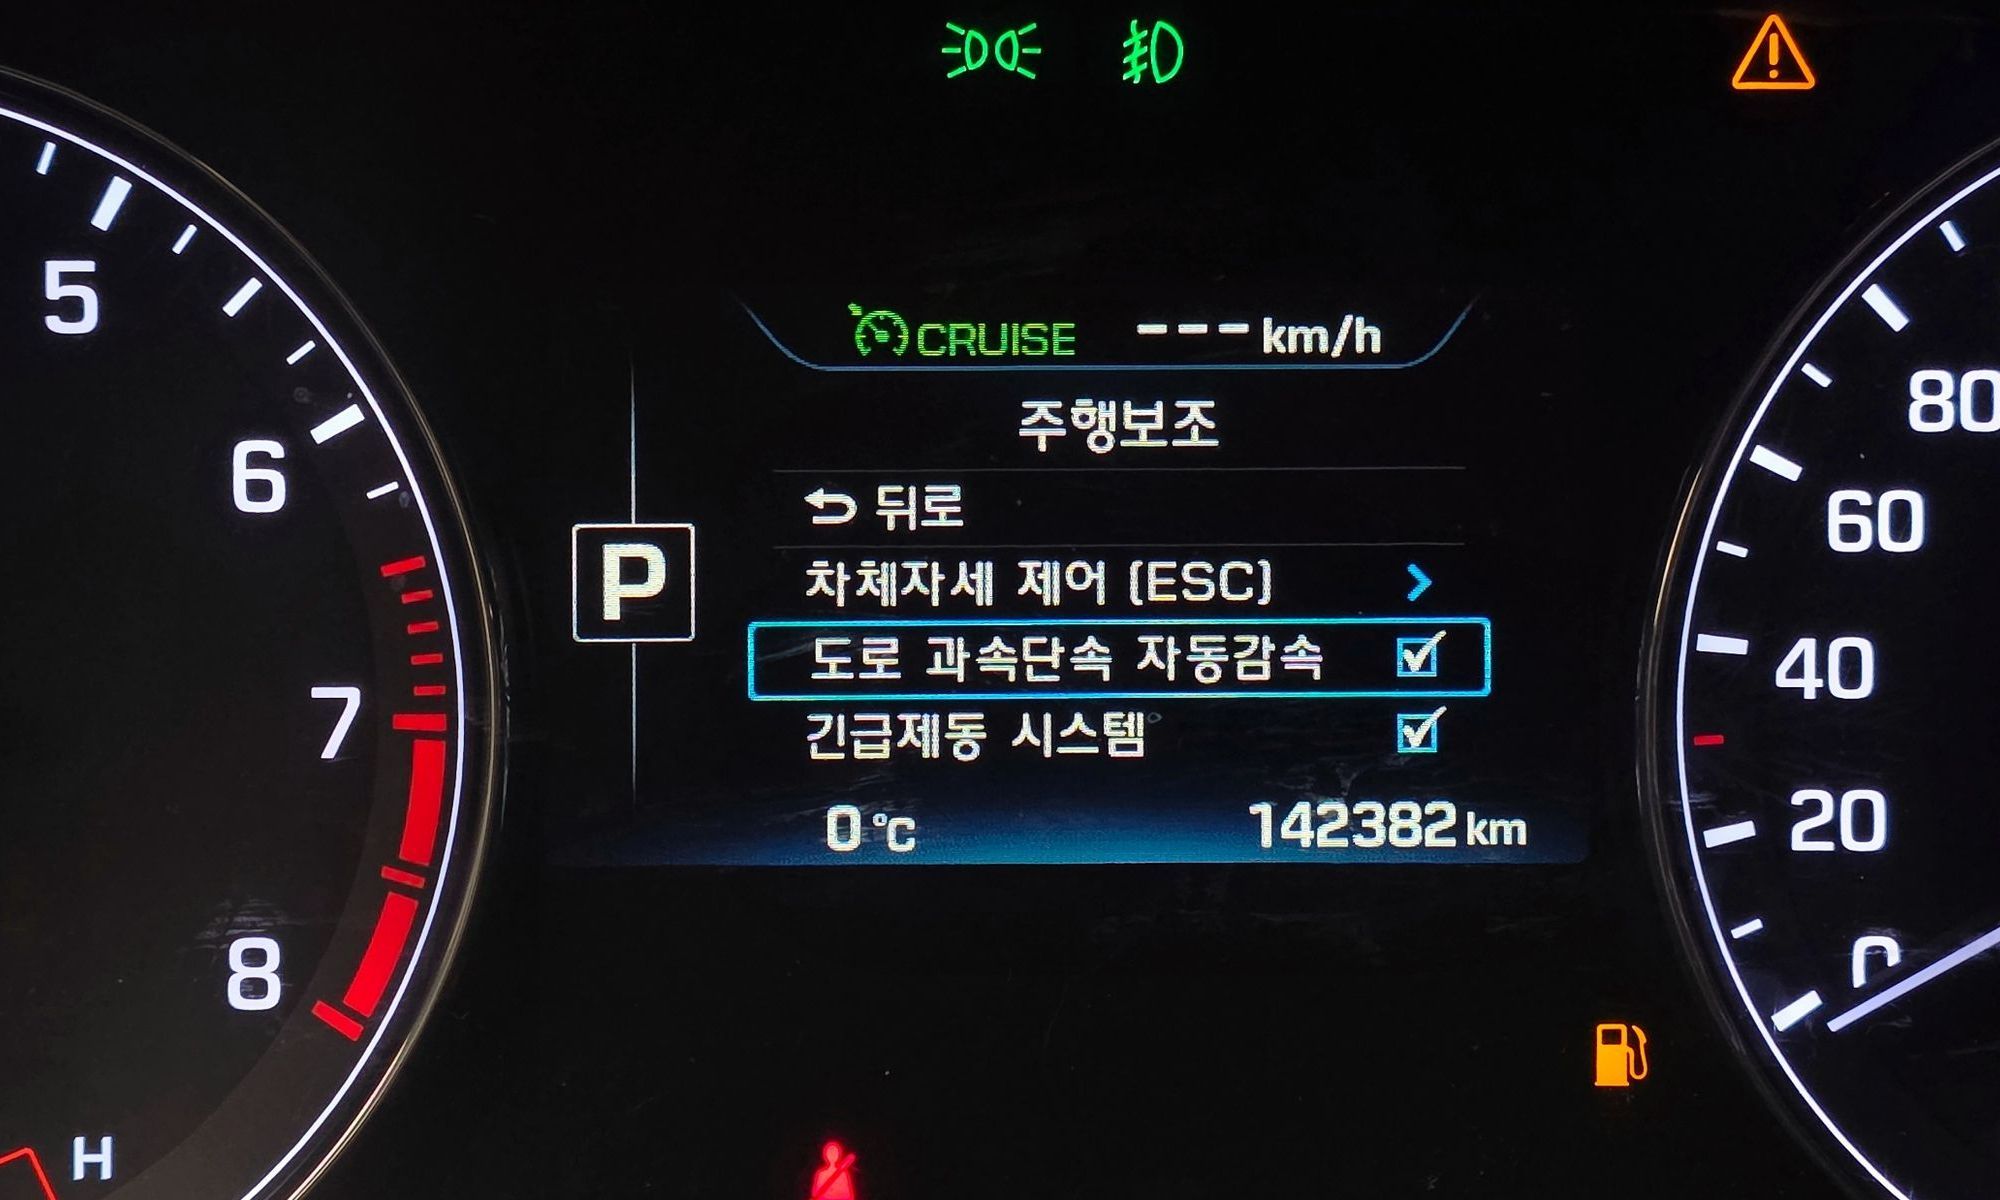 CRUISE --- km/h
주행보조
뒤로
차체자세 제어 (ESC)
P
도로 과속단속 자동감속
긴급제동 시스템
0 °C 142382 km
5
6
7
8
H
80
60
40
20
0